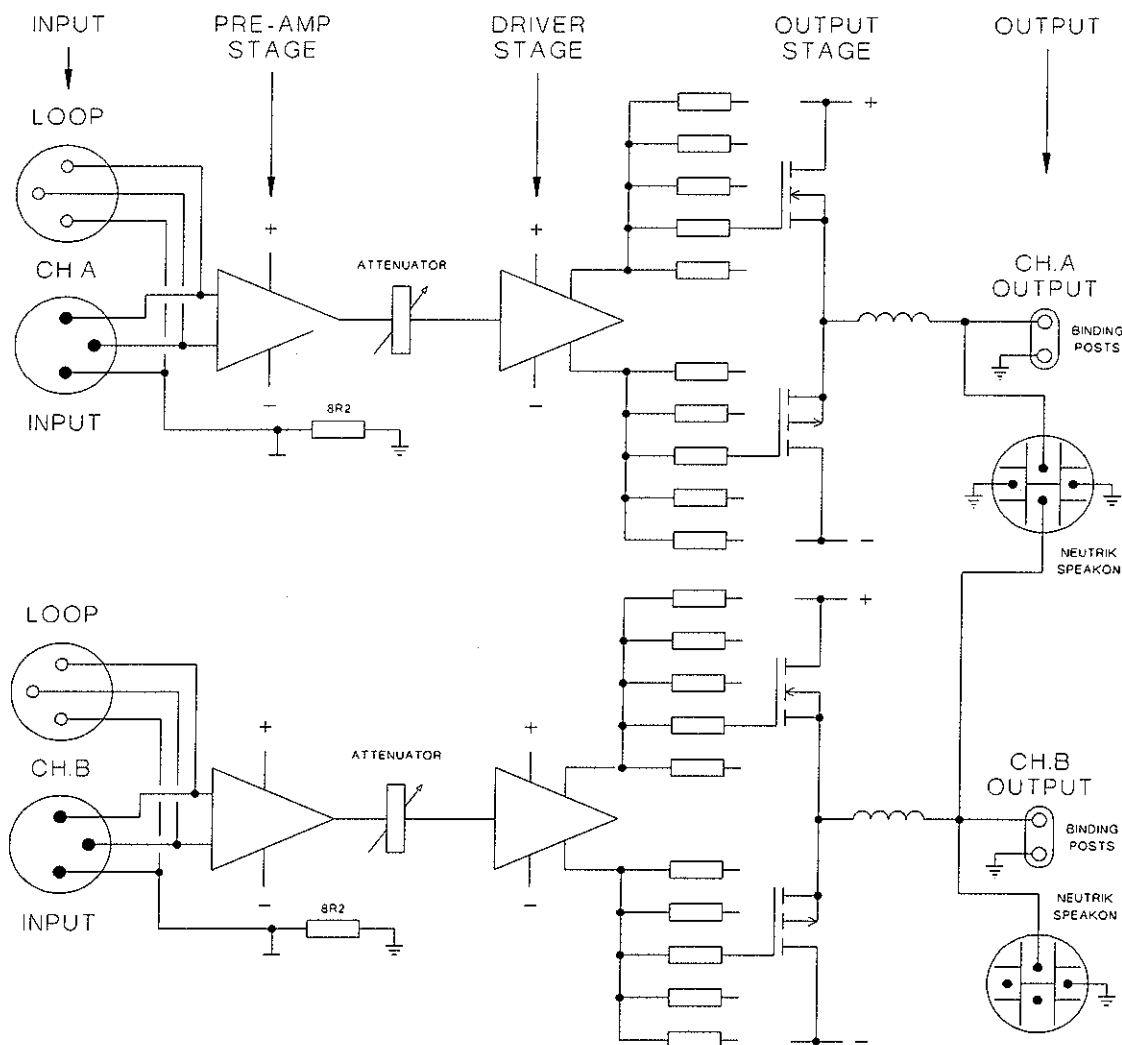 INPUT
PRE-AMP
STAGE
DRIVER
STAGE
OUTPUT
STAGE
OUTPUT
LOOP
+
+
+
CH A
ATTENUATOR
CH.A
OUTPUT
BINDING
POSTS
INPUT
8R2
-
-
-
NEUTRIK
SPEAKON
LOOP
+
+
+
CH.B
ATTENUATOR
CH.B
OUTPUT
BINDING
POSTS
INPUT
8R2
-
-
NEUTRIK
SPEAKON
-